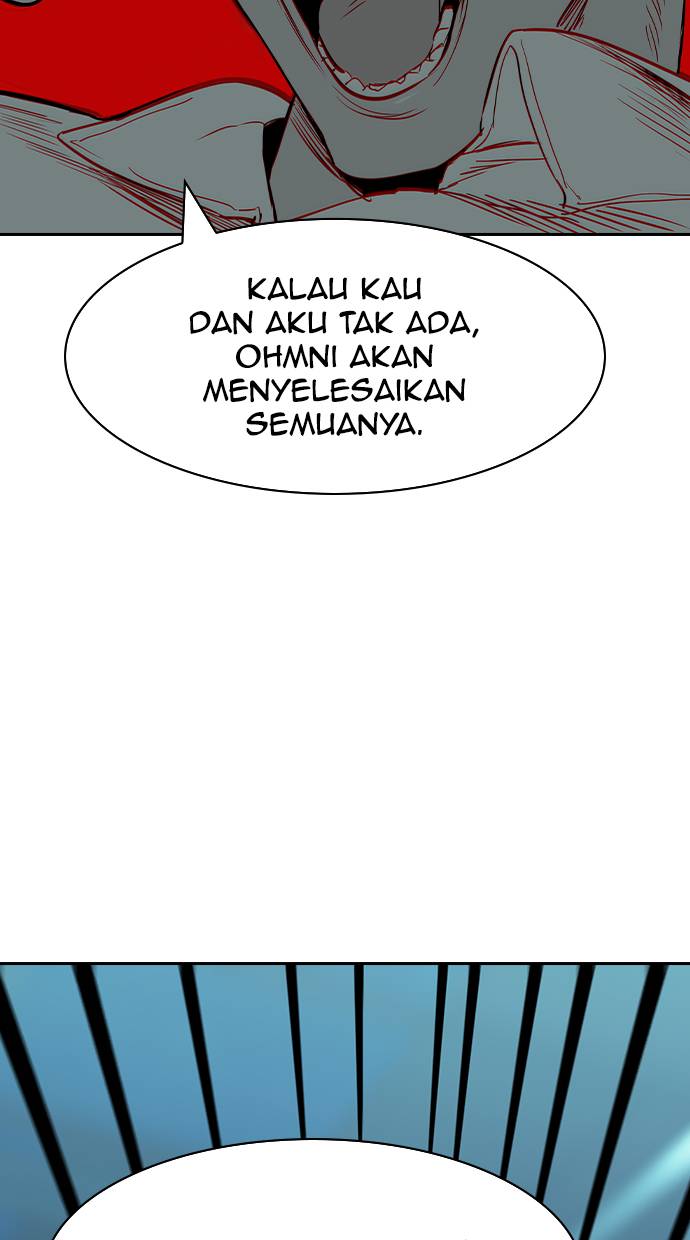 KALAU KAU
DAN AKU TAK ADA,
OHMNI AKAN
MENYELESAIKAN
SEMUANYA.